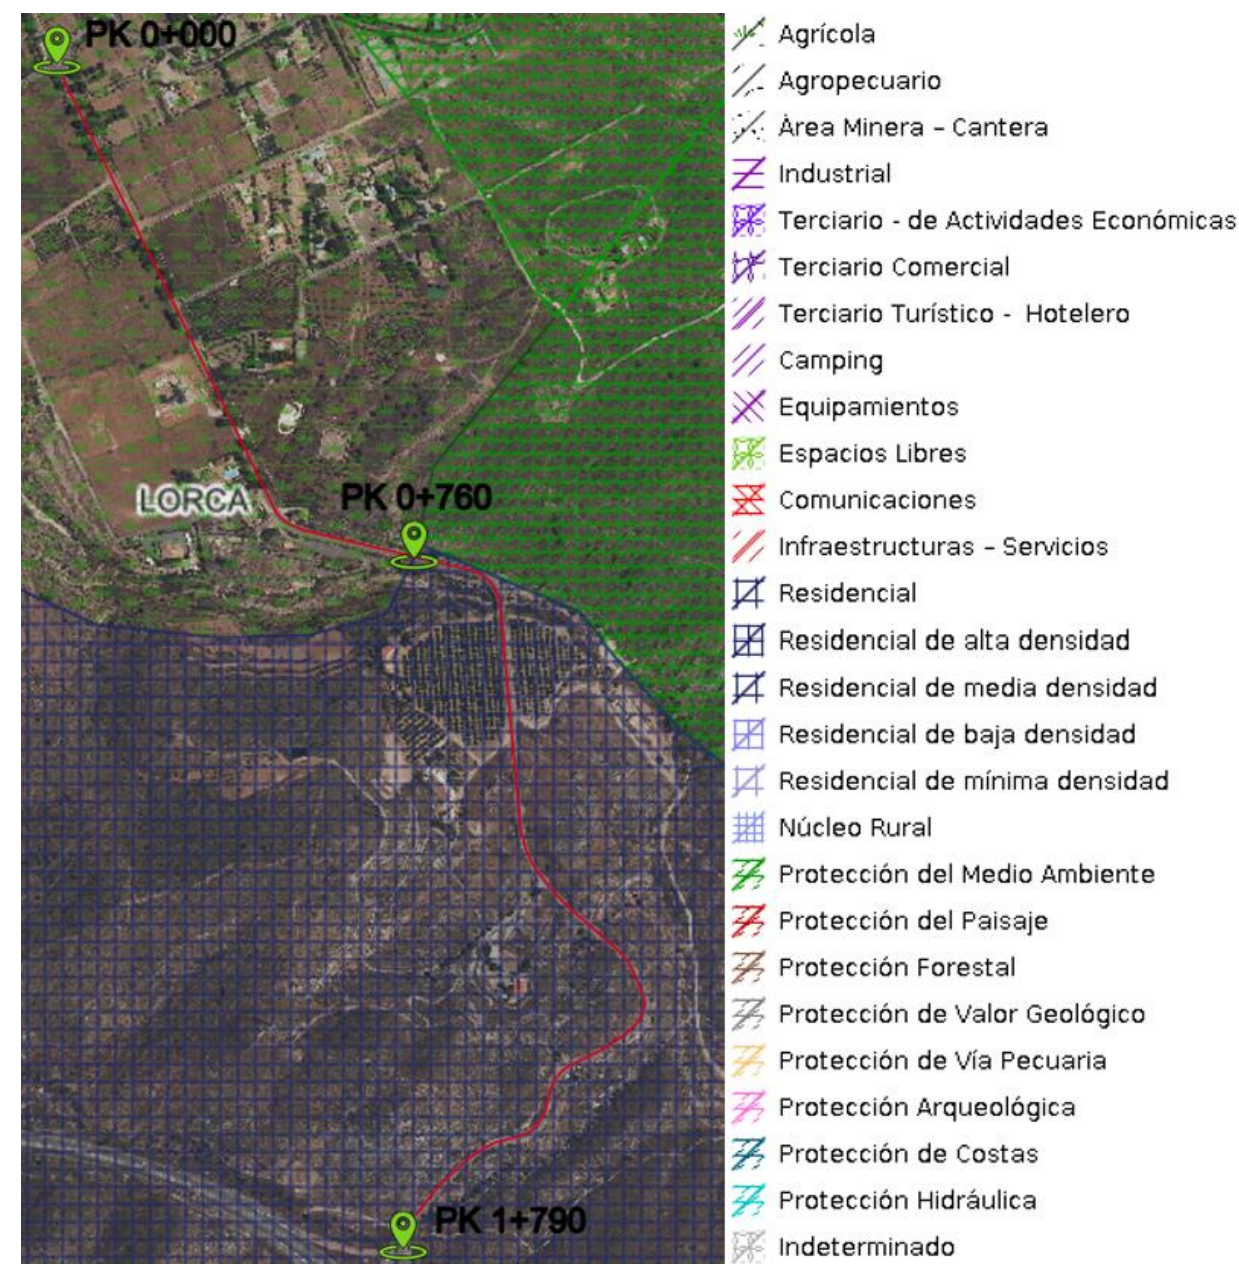 PK 0+000
LORCA
PK 0+760
PK 1+790
Agrícola
Agropecuario
Área Minera – Cantera
Industrial
Terciario - de Actividades Económicas
Terciario Comercial
Terciario Turístico - Hotelero
Camping
Equipamientos
Espacios Libres
Comunicaciones
Infraestructuras – Servicios
Residencial
Residencial de alta densidad
Residencial de media densidad
Residencial de baja densidad
Residencial de mínima densidad
Núcleo Rural
Protección del Medio Ambiente
Protección del Paisaje
Protección Forestal
Protección de Valor Geológico
Protección de Vía Pecuaria
Protección Arqueológica
Protección de Costas
Protección Hidráulica
Indeterminado